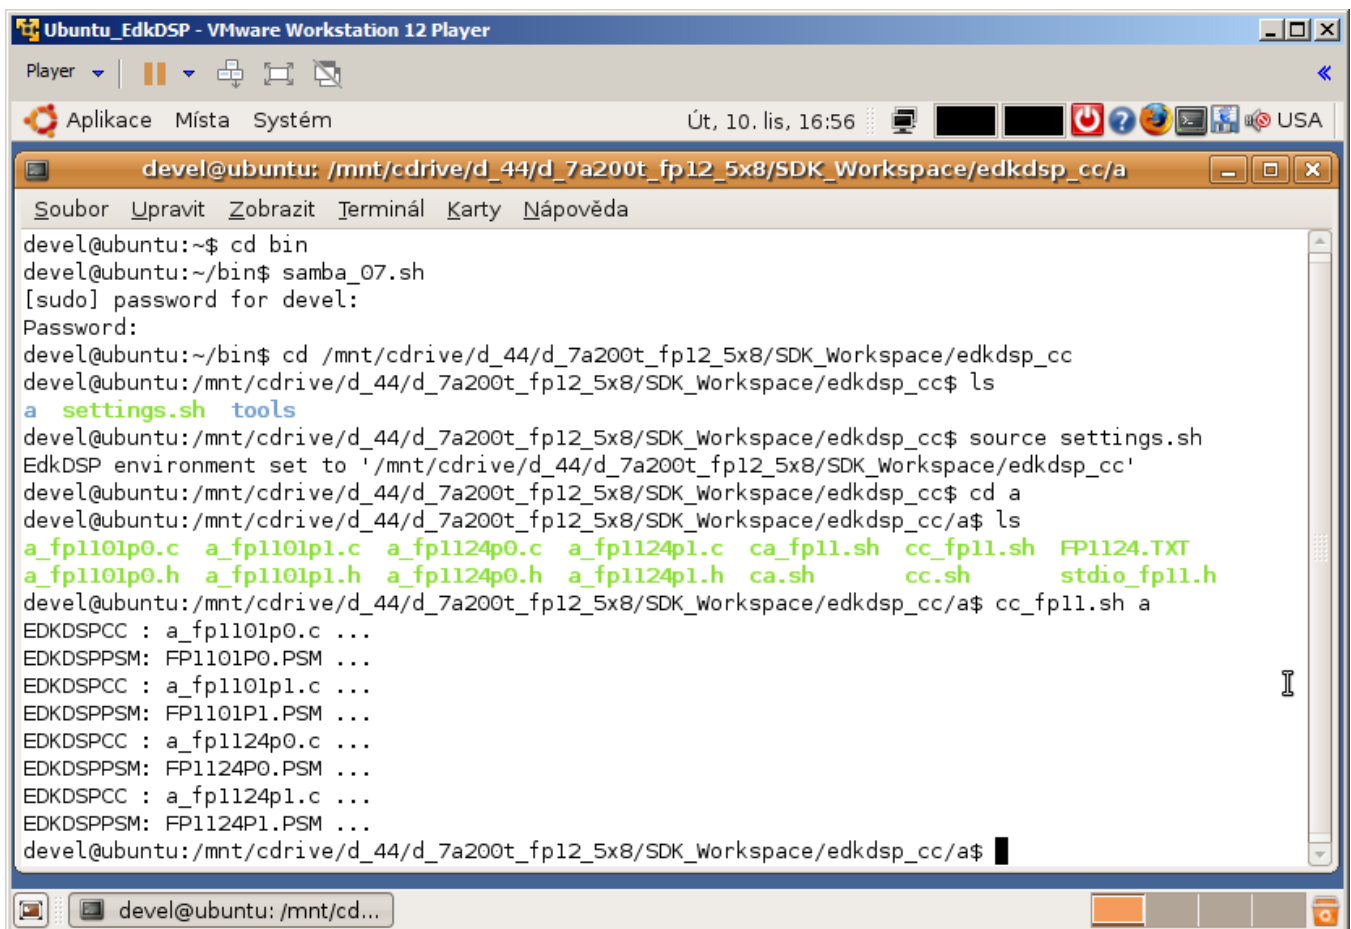 Ubuntu_EdkDSP - VMware Workstation 12 Player
Player
Aplikace Místa Systém Út, 10. lis, 16:56 USA
devel@ubuntu: /mnt/cdrive/d_44/d_7a200t_fp12_5x8/SDK_Workspace/edkdsp_cc/a
Soubor Upravit Zobrazit Terminál Karty Nápověda
devel@ubuntu:~$ cd bin
devel@ubuntu:~/bin$ samba_07.sh
[sudo] password for devel:
Password:
devel@ubuntu:~/bin$ cd /mnt/cdrive/d_44/d_7a200t_fp12_5x8/SDK_Workspace/edkdsp_cc
devel@ubuntu:/mnt/cdrive/d_44/d_7a200t_fp12_5x8/SDK_Workspace/edkdsp_cc$ ls
a settings.sh tools
devel@ubuntu:/mnt/cdrive/d_44/d_7a200t_fp12_5x8/SDK_Workspace/edkdsp_cc$ source settings.sh
EdkDSP environment set to '/mnt/cdrive/d_44/d_7a200t_fp12_5x8/SDK_Workspace/edkdsp_cc'
devel@ubuntu:/mnt/cdrive/d_44/d_7a200t_fp12_5x8/SDK_Workspace/edkdsp_cc$ cd a
devel@ubuntu:/mnt/cdrive/d_44/d_7a200t_fp12_5x8/SDK_Workspace/edkdsp_cc/a$ ls
a_fp1101p0.c a_fp1101p1.c a_fp1124p0.c a_fp1124p1.c ca_fp11.sh cc_fp11.sh FP1124.TXT
a_fp1101p0.h a_fp1101p1.h a_fp1124p0.h a_fp1124p1.h ca.sh cc.sh stdio_fp11.h
devel@ubuntu:/mnt/cdrive/d_44/d_7a200t_fp12_5x8/SDK_Workspace/edkdsp_cc/a$ cc_fp11.sh a
EDKDSPCC : a_fp1101p0.c ...
EDKDSPPSM: FP1101P0.PSM ...
EDKDSPCC : a_fp1101p1.c ...
EDKDSPPSM: FP1101P1.PSM ...
EDKDSPCC : a_fp1124p0.c ...
EDKDSPPSM: FP1124P0.PSM ...
EDKDSPCC : a_fp1124p1.c ...
EDKDSPPSM: FP1124P1.PSM ...
devel@ubuntu:/mnt/cdrive/d_44/d_7a200t_fp12_5x8/SDK_Workspace/edkdsp_cc/a$
devel@ubuntu: /mnt/cd...